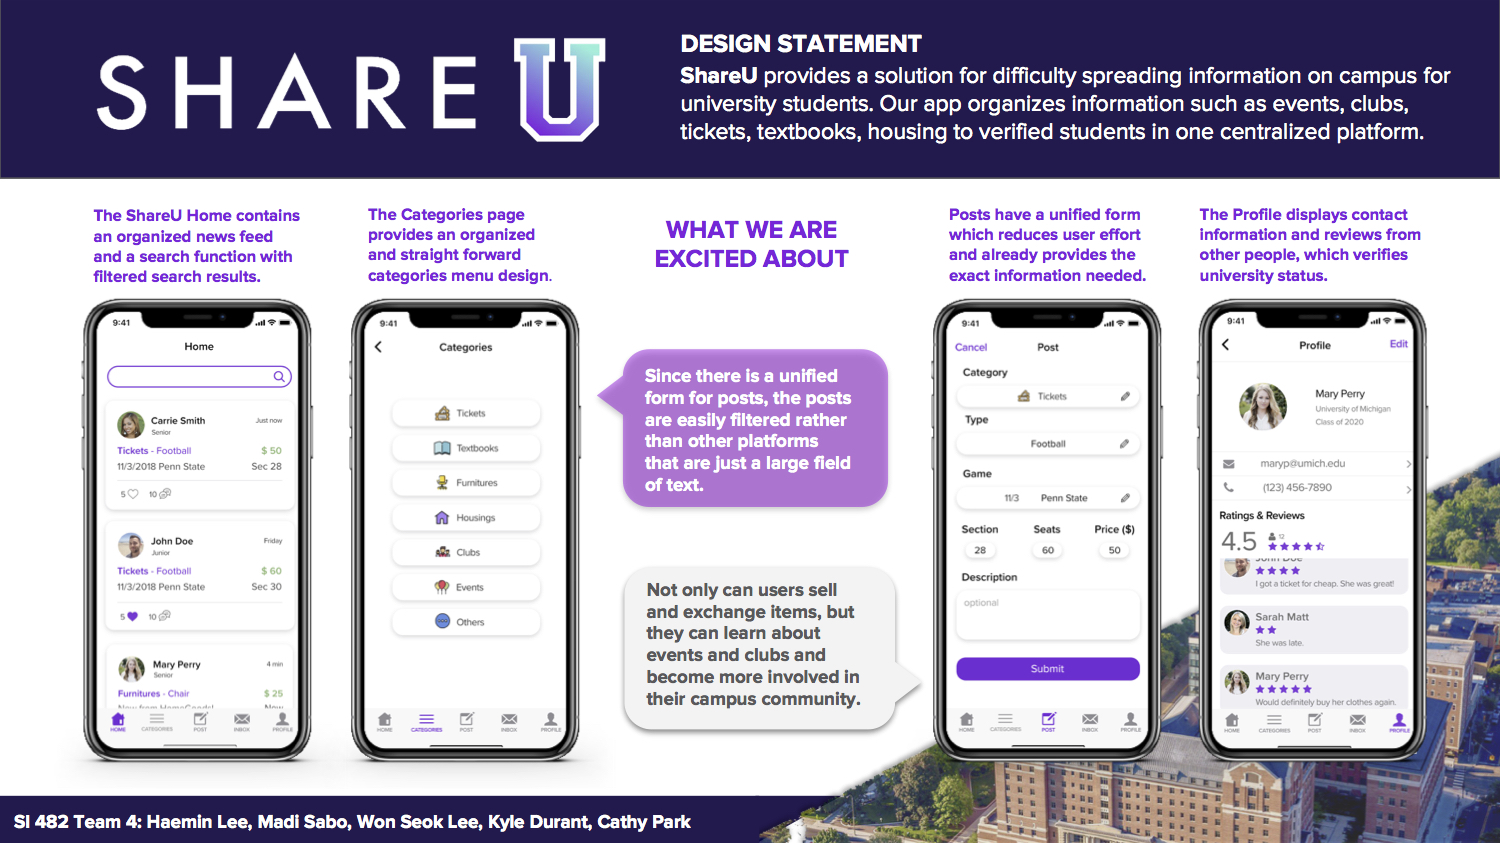 SHARE U
DESIGN STATEMENT
ShareU provides a solution for difficulty spreading information on campus for
university students. Our app organizes information such as events, clubs,
tickets, textbooks, housing to verified students in one centralized platform.
The ShareU Home contains
an organized news feed
and a search function with
filtered search results.
9:41
Home
Carrie Smith
Just now
Senior
Tickets - Football
$ 50
11/3/2018 Penn State
Sec 28
5
10
John Doe
Friday
Junior
Tickets - Football
$ 60
11/3/2018 Penn State
Sec 30
5
10
Mary Perry
4 min
Senior
Furnitures - Chair
$ 25
New from HomeGoods!
Now
HOME
CATEGORIES
POST
INBOX
PROFILE
The Categories page
provides an organized
and straight forward
categories menu design.
9:41
Categories
Tickets
Textbooks
Furnitures
Housings
Clubs
Events
Others
HOME
CATEGORIES
POST
INBOX
PROFILE
WHAT WE ARE
EXCITED ABOUT
Since there is a unified
form for posts, the posts
are easily filtered rather
than other platforms
that are just a large field
of text.
Not only can users sell
and exchange items, but
they can learn about
events and clubs and
become more involved in
their campus community.
Posts have a unified form
which reduces user effort
and already provides the
exact information needed.
9:41
Cancel
Post
Category
Tickets
Type
Football
Game
11/3 Penn State
Section
Seats
Price ($)
28
60
50
Description
optional
Submit
HOME
CATEGORIES
POST
INBOX
PROFILE
The Profile displays contact
information and reviews from
other people, which verifies
university status.
9:41
Profile
Edit
Mary Perry
University of Michigan
Class of 2020
maryp@umich.edu
(123) 456-7890
Ratings & Reviews
4.5
12
John Doe
I got a ticket for cheap. She was great!
Sarah Matt
She was late.
Mary Perry
Would definitely buy her clothes again.
HOME
CATEGORIES
POST
INBOX
PROFILE
SI 482 Team 4: Haemin Lee, Madi Sabo, Won Seok Lee, Kyle Durant, Cathy Park